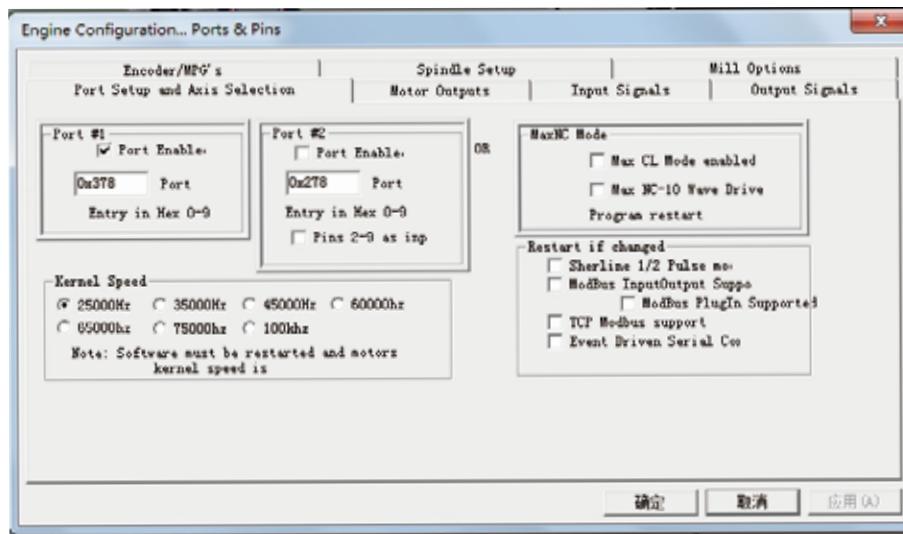 Engine Configuration... Ports & Pins
Encoder/MPG's
Spindle Setup
Mill Options
Port Setup and Axis Selection
Motor Outputs
Input Signals
Output Signals
Port #1
Port Enable.
0x378
Port
Entry in Hex 0-9
Port #2
Port Enable.
0x278
Port
Entry in Hex 0-9
Pins 2-9 as inp
OR
MaxNC Mode
Max CL Mode enabled
Max NC-10 Wave Drive
Program restart
Restart if changed
Sherline 1/2 Pulse mo.
ModBus InputOutput Suppo
ModBus PlugIn Supported
TCP Modbus support
Event Driven Serial Co
Kernel Speed
25000Hz
35000Hz
45000Hz
60000hz
65000hz
75000hz
100khz
Note: Software must be restarted and motors
kernel speed is
确定
取消
应用(A)